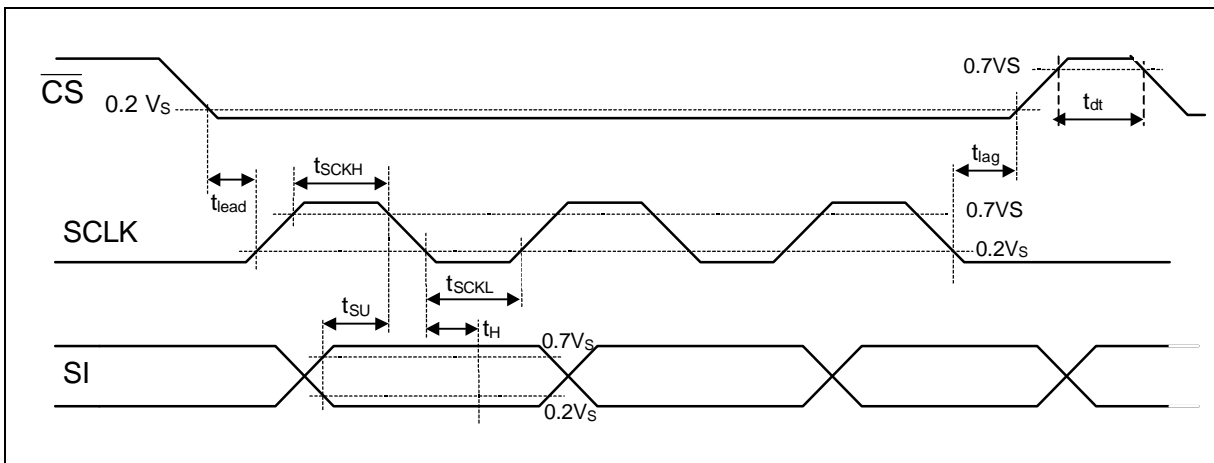 0.7VS
CS
0.2 VS
tdt
tlag
tSCKH
tlead
0.7VS
SCLK
0.2VS
tSCKL
tSU
tH
0.7VS
SI
0.2VS